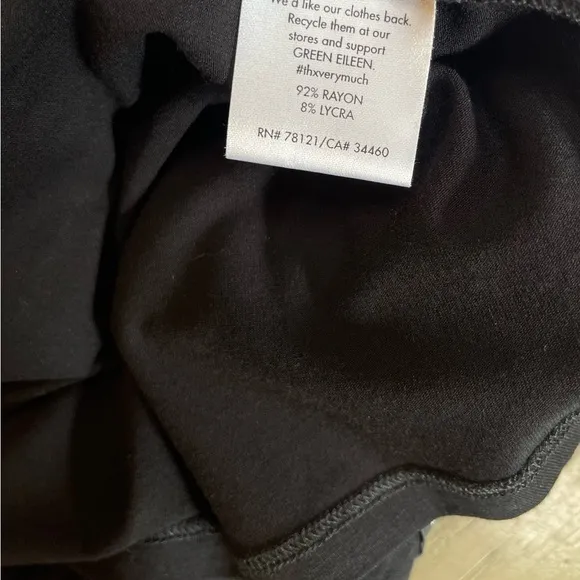 We'd like our clothes back.
Recycle them at our
stores and support
GREEN EILEEN.
#thxverymuch
92% RAYON
8% LYCRA
RN# 78121/CA# 34460